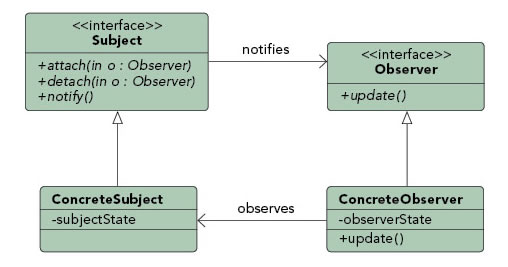 <<interface>>
Subject
+attach(in o : Observer)
+detach(in o : Observer)
+notify()
notifies
<<interface>>
Observer
+update()
ConcreteSubject
-subjectState
observes
ConcreteObserver
-observerState
+update()